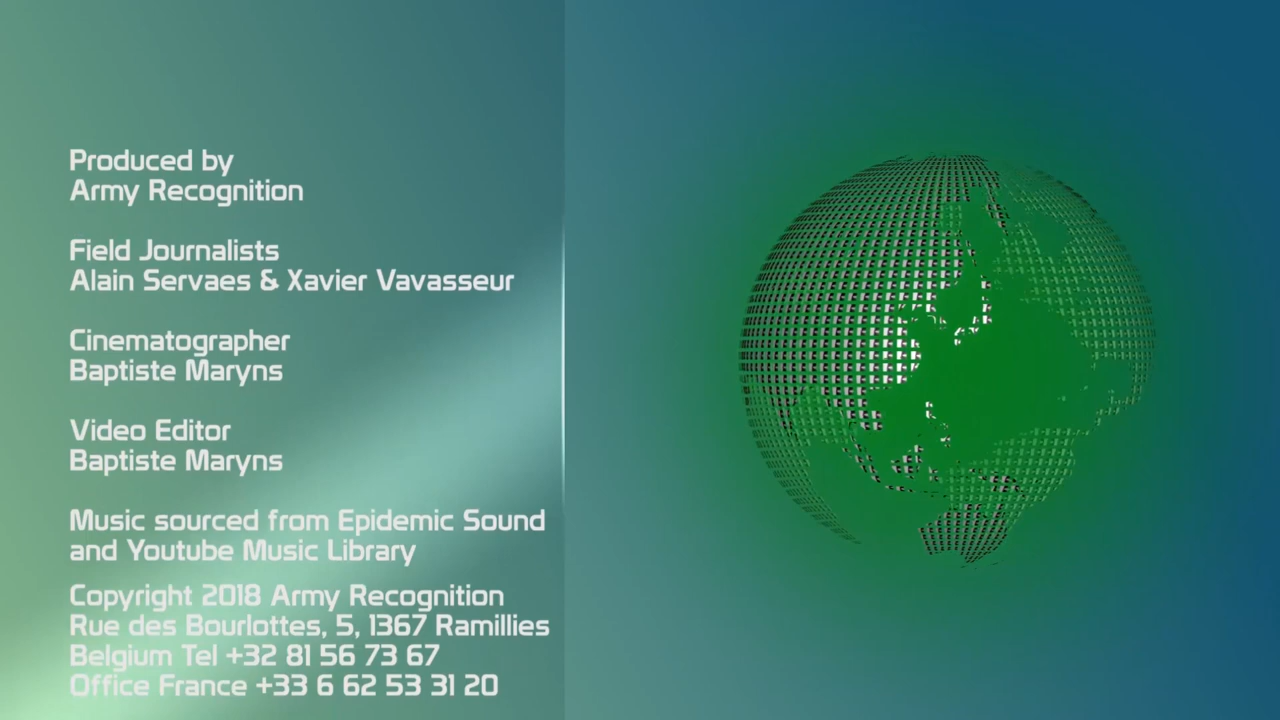 Produced by
Army Recognition
Field Journalists
Alain Servaes & Xavier Vavasseur
Cinematographer
Baptiste Maryns
Video Editor
Baptiste Maryns
Music sourced from Epidemic Sound
and Youtube Music Library
Copyright 2018 Army Recognition
Rue des Bourlottes, 5, 1367 Ramillies
Belgium Tel +32 81 56 73 67
Office France +33 6 62 53 31 20